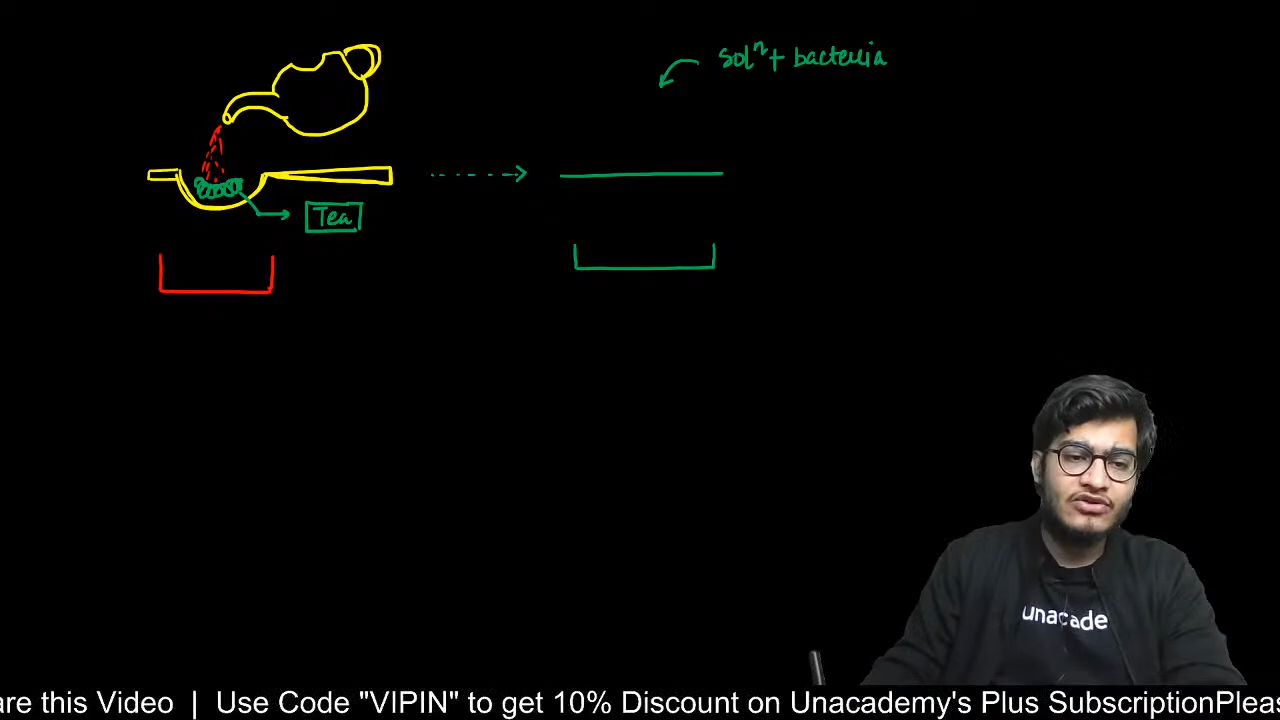 solⁿ + bacteria
Tea
unacade
are this Video | Use Code "VIPIN" to get 10% Discount on Unacademy's Plus SubscriptionPleas